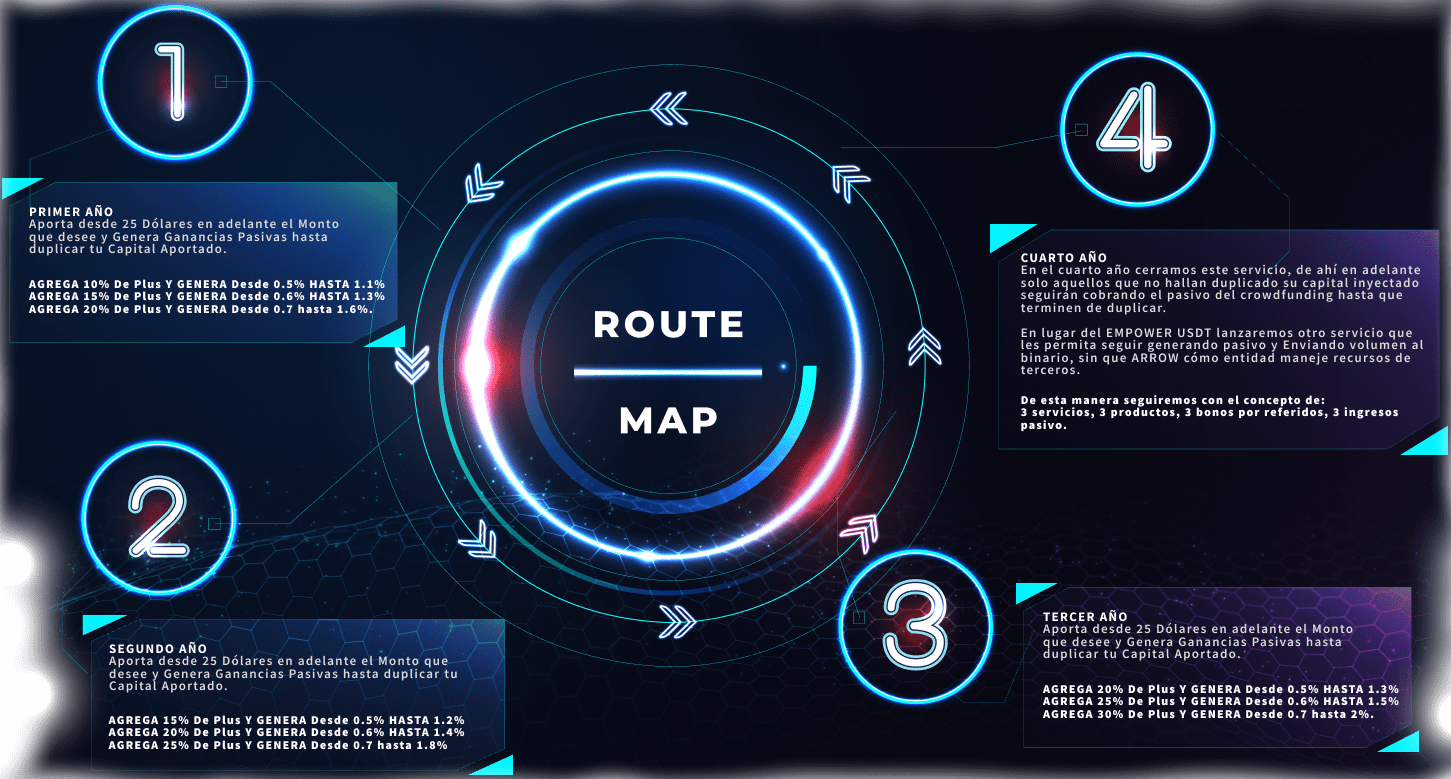 1
PRIMER AÑO
Aporta desde 25 Dólares en adelante el Monto
que desee y Genera Ganancias Pasivas hasta
duplicar tu Capital Aportado.
AGREGA 10% De Plus Y GENERA Desde 0.5% HASTA 1.1%
AGREGA 15% De Plus Y GENERA Desde 0.6% HASTA 1.3%
AGREGA 20% De Plus Y GENERA Desde 0.7 hasta 1.6%.
ROUTE
MAP
2
SEGUNDO AÑO
Aporta desde 25 Dólares en adelante el Monto que
desee y Genera Ganancias Pasivas hasta duplicar tu
Capital Aportado.
AGREGA 15% De Plus Y GENERA Desde 0.5% HASTA 1.2%
AGREGA 20% De Plus Y GENERA Desde 0.6% HASTA 1.4%
AGREGA 25% De Plus Y GENERA Desde 0.7 hasta 1.8%
3
TERCER AÑO
Aporta desde 25 Dólares en adelante el Monto
que desee y Genera Ganancias Pasivas hasta
duplicar tu Capital Aportado.
AGREGA 20% De Plus Y GENERA Desde 0.5% HASTA 1.3%
AGREGA 25% De Plus Y GENERA Desde 0.6% HASTA 1.5%
AGREGA 30% De Plus Y GENERA Desde 0.7 hasta 2%.
4
CUARTO AÑO
En el cuarto año cerramos este servicio, de ahí en adelante
solo aquellos que no hallan duplicado su capital inyectado
seguirán cobrando el pasivo del crowdfunding hasta que
terminen de duplicar.
En lugar del EMPOWER USDT lanzaremos otro servicio que
les permita seguir generando pasivo y Enviando volumen al
binario, sin que ARROW cómo entidad maneje recursos de
terceros.
De esta manera seguiremos con el concepto de:
3 servicios, 3 productos, 3 bonos por referidos, 3 ingresos
pasivo.